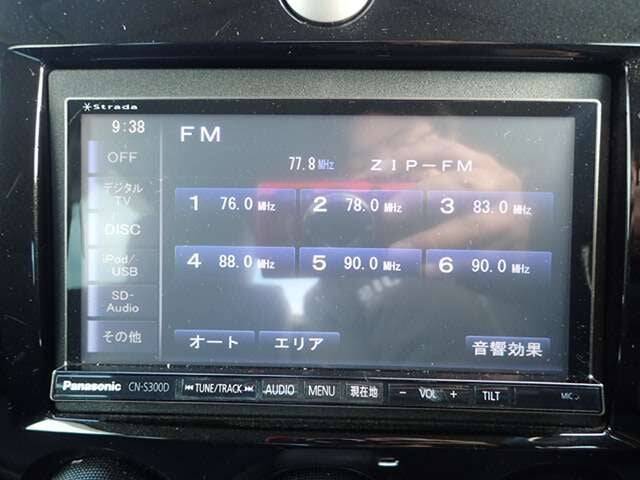 Strada
9:38
FM
OFF
77.8 MHz ZIP-FM
デジタル
TV
1 76.0 MHz 2 78.0 MHz 3 83.0 MHz
DISC
iPod/
USB
4 88.0 MHz 5 90.0 MHz 6 90.0 MHz
SD-
Audio
その他
オート エリア 音響効果
Panasonic CN-S300D TUNE/TRACK AUDIO MENU 現在地 - VOL + TILT MIC